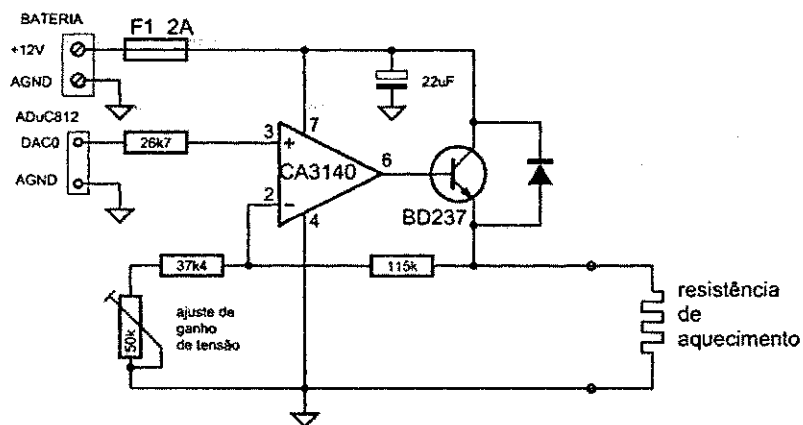 BATERIA
F1 2A
+12V
AGND
22uF
ADuC812
DAC0
26k7
3
+
7
CA3140
6
AGND
2
-
4
BD237
37k4
115k
50k
ajuste de
ganho
de tensão
resistência
de
aquecimento